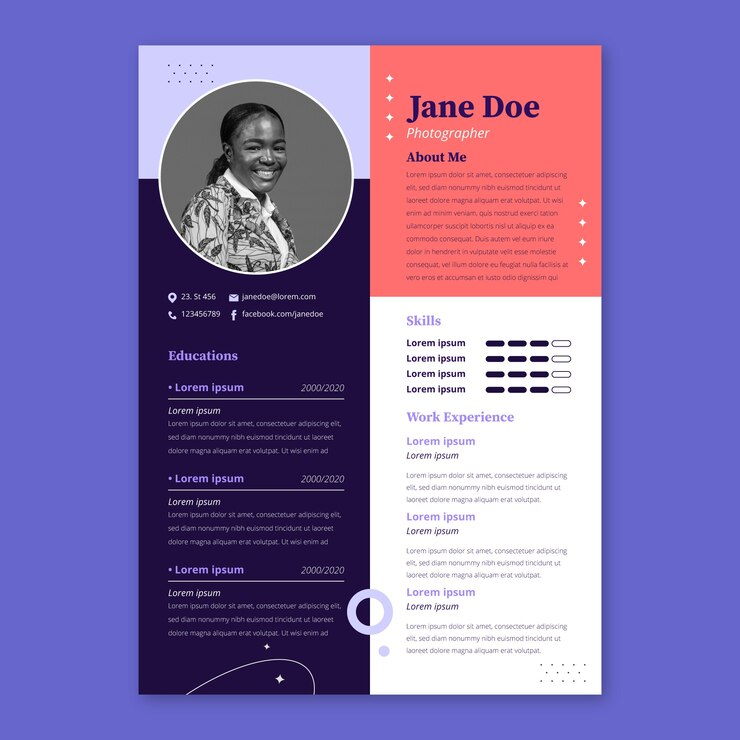 Jane Doe
Photographer
About Me
Lorem ipsum dolor sit amet, consectetuer
adipiscing elit, sed diam nonummy nibh
euismod tincidunt ut laoreet dolore magna
aliquam erat volutpat. Ut wisi
enim ad minim veniam, quis nostrud exerci
ullamcorper suscipit lobortis nisl ut aliquip ex ea
commodo consequat. Duis autem vel eum
dolor in hendrerit in vulputate velit esse molestie
consequat, vel illum dolore eu feugiat nulla
et iusto odio dignissim qui
23. St 456
janedoe@lorem.com
123456789
facebook.com/janedoe
Educations
• Lorem ipsum 2000/2020
Lorem ipsum
Lorem ipsum dolor sit amet, consectetuer adipiscing elit,
sed diam nonummy nibh euismod tincidunt ut laoreet
dolore magna aliquam erat volutpat. Ut wisi enim ad
• Lorem ipsum 2000/2020
Lorem ipsum
Lorem ipsum dolor sit amet, consectetuer adipiscing elit,
sed diam nonummy nibh euismod tincidunt ut laoreet
dolore magna aliquam erat volutpat. Ut wisi enim ad
• Lorem ipsum 2000/2020
Lorem ipsum
Lorem ipsum dolor sit amet, consectetuer adipiscing elit,
sed diam nonummy nibh euismod tincidunt ut laoreet
dolore magna aliquam erat volutpat. Ut wisi enim ad
Skills
Lorem ipsum
Lorem ipsum
Lorem ipsum
Lorem ipsum
Work Experience
Lorem ipsum
Lorem ipsum
Lorem ipsum dolor sit amet, consectetuer adipiscing
elit, sed diam nonummy nibh euismod tincidunt ut
laoreet dolore magna aliquam erat volutpat.
Lorem ipsum
Lorem ipsum
Lorem ipsum dolor sit amet, consectetuer adipiscing
elit, sed diam nonummy nibh euismod tincidunt ut
laoreet dolore magna aliquam erat volutpat.
Lorem ipsum
Lorem ipsum
Lorem ipsum dolor sit amet, consectetuer adipiscing
elit, sed diam nonummy nibh euismod tincidunt ut
laoreet dolore magna aliquam erat volutpat.